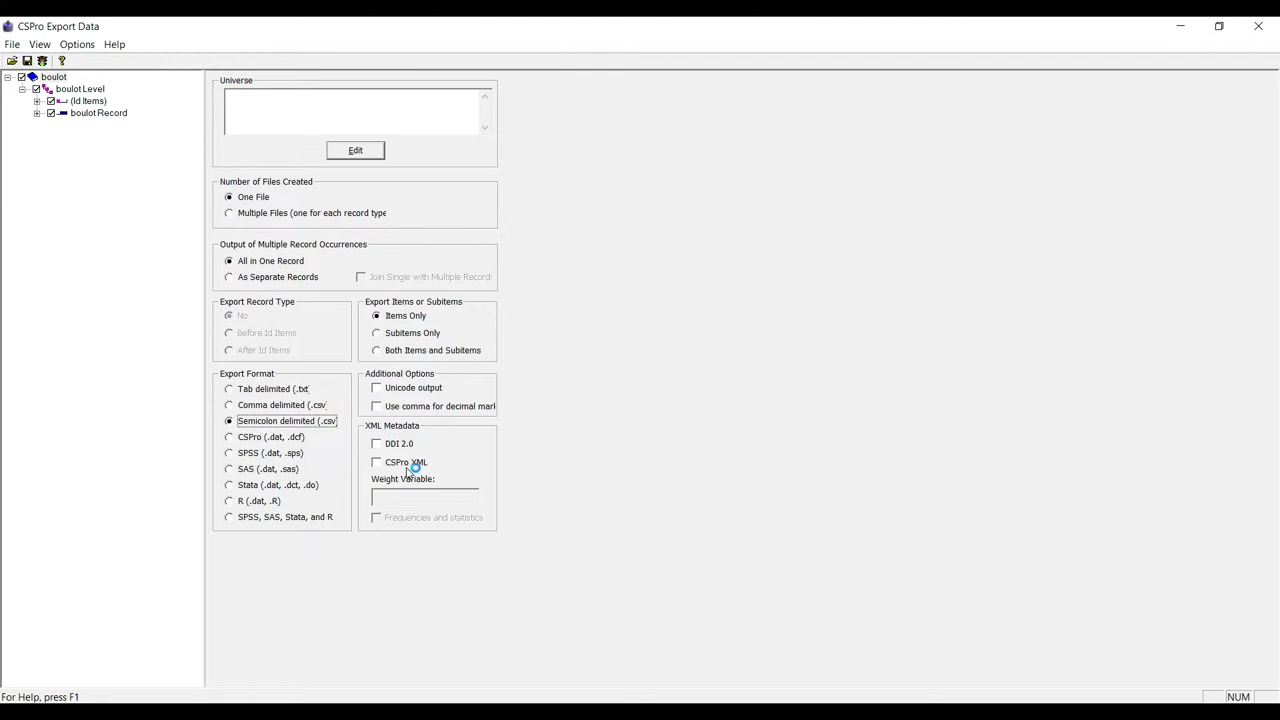 CSPro Export Data
File View Options Help
boulot
boulot Level
(Id Items)
boulot Record
Universe
Edit
Number of Files Created
One File
Multiple Files (one for each record type
Output of Multiple Record Occurrences
All in One Record
As Separate Records
Join Single with Multiple Records
Export Record Type
No
Before Id Items
After Id Items
Export Items or Subitems
Items Only
Subitems Only
Both Items and Subitems
Export Format
Tab delimited (.txt)
Comma delimited (.csv)
Semicolon delimited (.csv)
CSPro (.dat, .dcf)
SPSS (.dat, .sps)
SAS (.dat, .sas)
Stata (.dat, .dct, .do)
R (.dat, .R)
SPSS, SAS, Stata, and R
Additional Options
Unicode output
Use comma for decimal mark
XML Metadata
DDI 2.0
CSPro XML
Weight Variable:
Frequencies and statistics
For Help, press F1
NUM